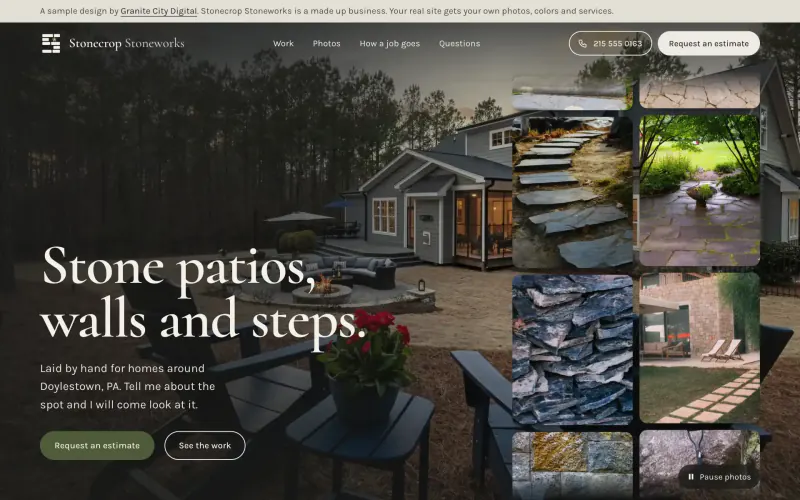 A sample design by Granite City Digital. Stonecrop Stoneworks is a made up business. Your real site gets your own photos, colors and services.
Stonecrop Stoneworks
Work
Photos
How a job goes
Questions
215 555 0163
Request an estimate
Stone patios,
walls and steps.
Laid by hand for homes around
Doylestown, PA. Tell me about the
spot and I will come look at it.
Request an estimate
See the work
Pause photos